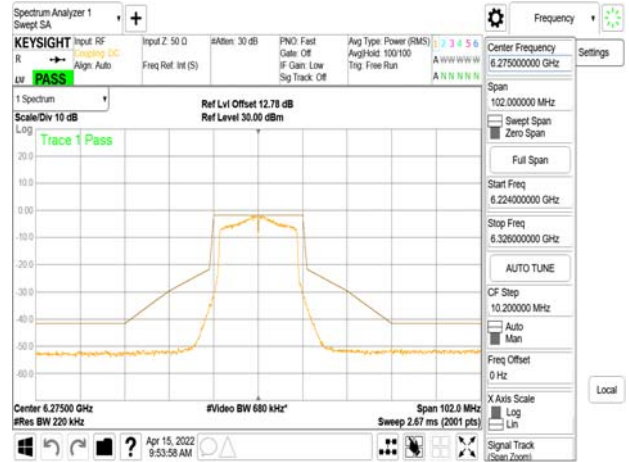 Spectrum Analyzer 1
Swept SA
+
Frequency
KEYSIGHT
R
LV PASS
Input: RF
Coupling: DC
Align: Auto
Input Z: 50 Ω
Freq Ref: Int (S)
#Atten: 30 dB
PNO: Fast
Gate: Off
IF Gain: Low
Sig Track: Off
Avg Type: Power (RMS)
Avg|Hold: 100/100
Trig: Free Run
1 2 3 4 5 6
A W W W W W
A N N N N N
1 Spectrum
Scale/Div 10 dB
Log
Ref Lvl Offset 12.78 dB
Ref Level 30.00 dBm
Trace 1 Pass
20.0
10.0
0.00
-10.0
-20.0
-30.0
-40.0
-50.0
-60.0
Center 6.27500 GHz
#Res BW 220 kHz
#Video BW 680 kHz*
Span 102.0 MHz
Sweep 2.67 ms (2001 pts)
?
Apr 15, 2022
9:53:58 AM
Center Frequency
6.275000000 GHz
Span
102.000000 MHz
Swept Span
Zero Span
Full Span
Start Freq
6.224000000 GHz
Stop Freq
6.326000000 GHz
AUTO TUNE
CF Step
10.200000 MHz
Auto
Man
Freq Offset
0 Hz
X Axis Scale
Log
Lin
Signal Track
(Span Zoom)
Settings
Local